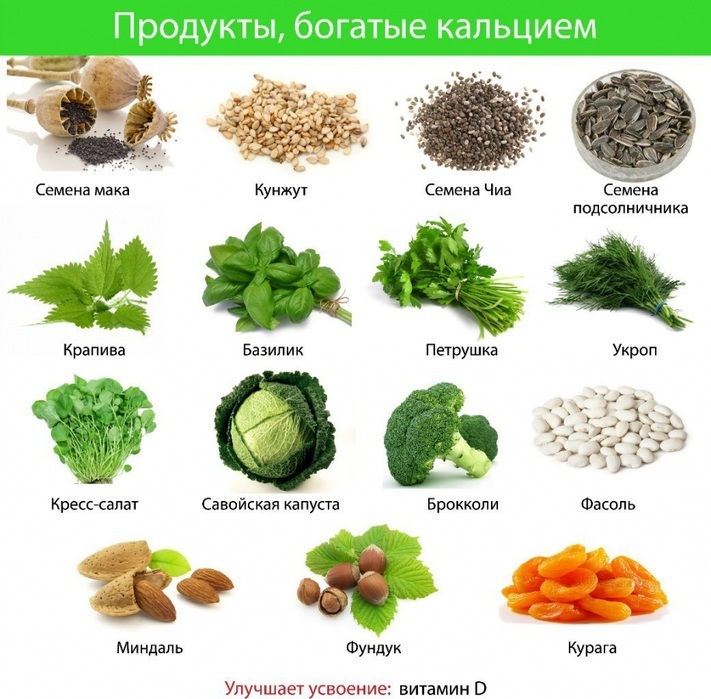 Продукты, богатые кальцием
Семена мака
Кунжут
Семена Чиа
Семена
подсолничника
Крапива
Базилик
Петрушка
Укроп
Кресс-салат
Савойская капуста
Брокколи
Фасоль
Миндаль
Фундук
Курага
Улучшает усвоение: витамин D